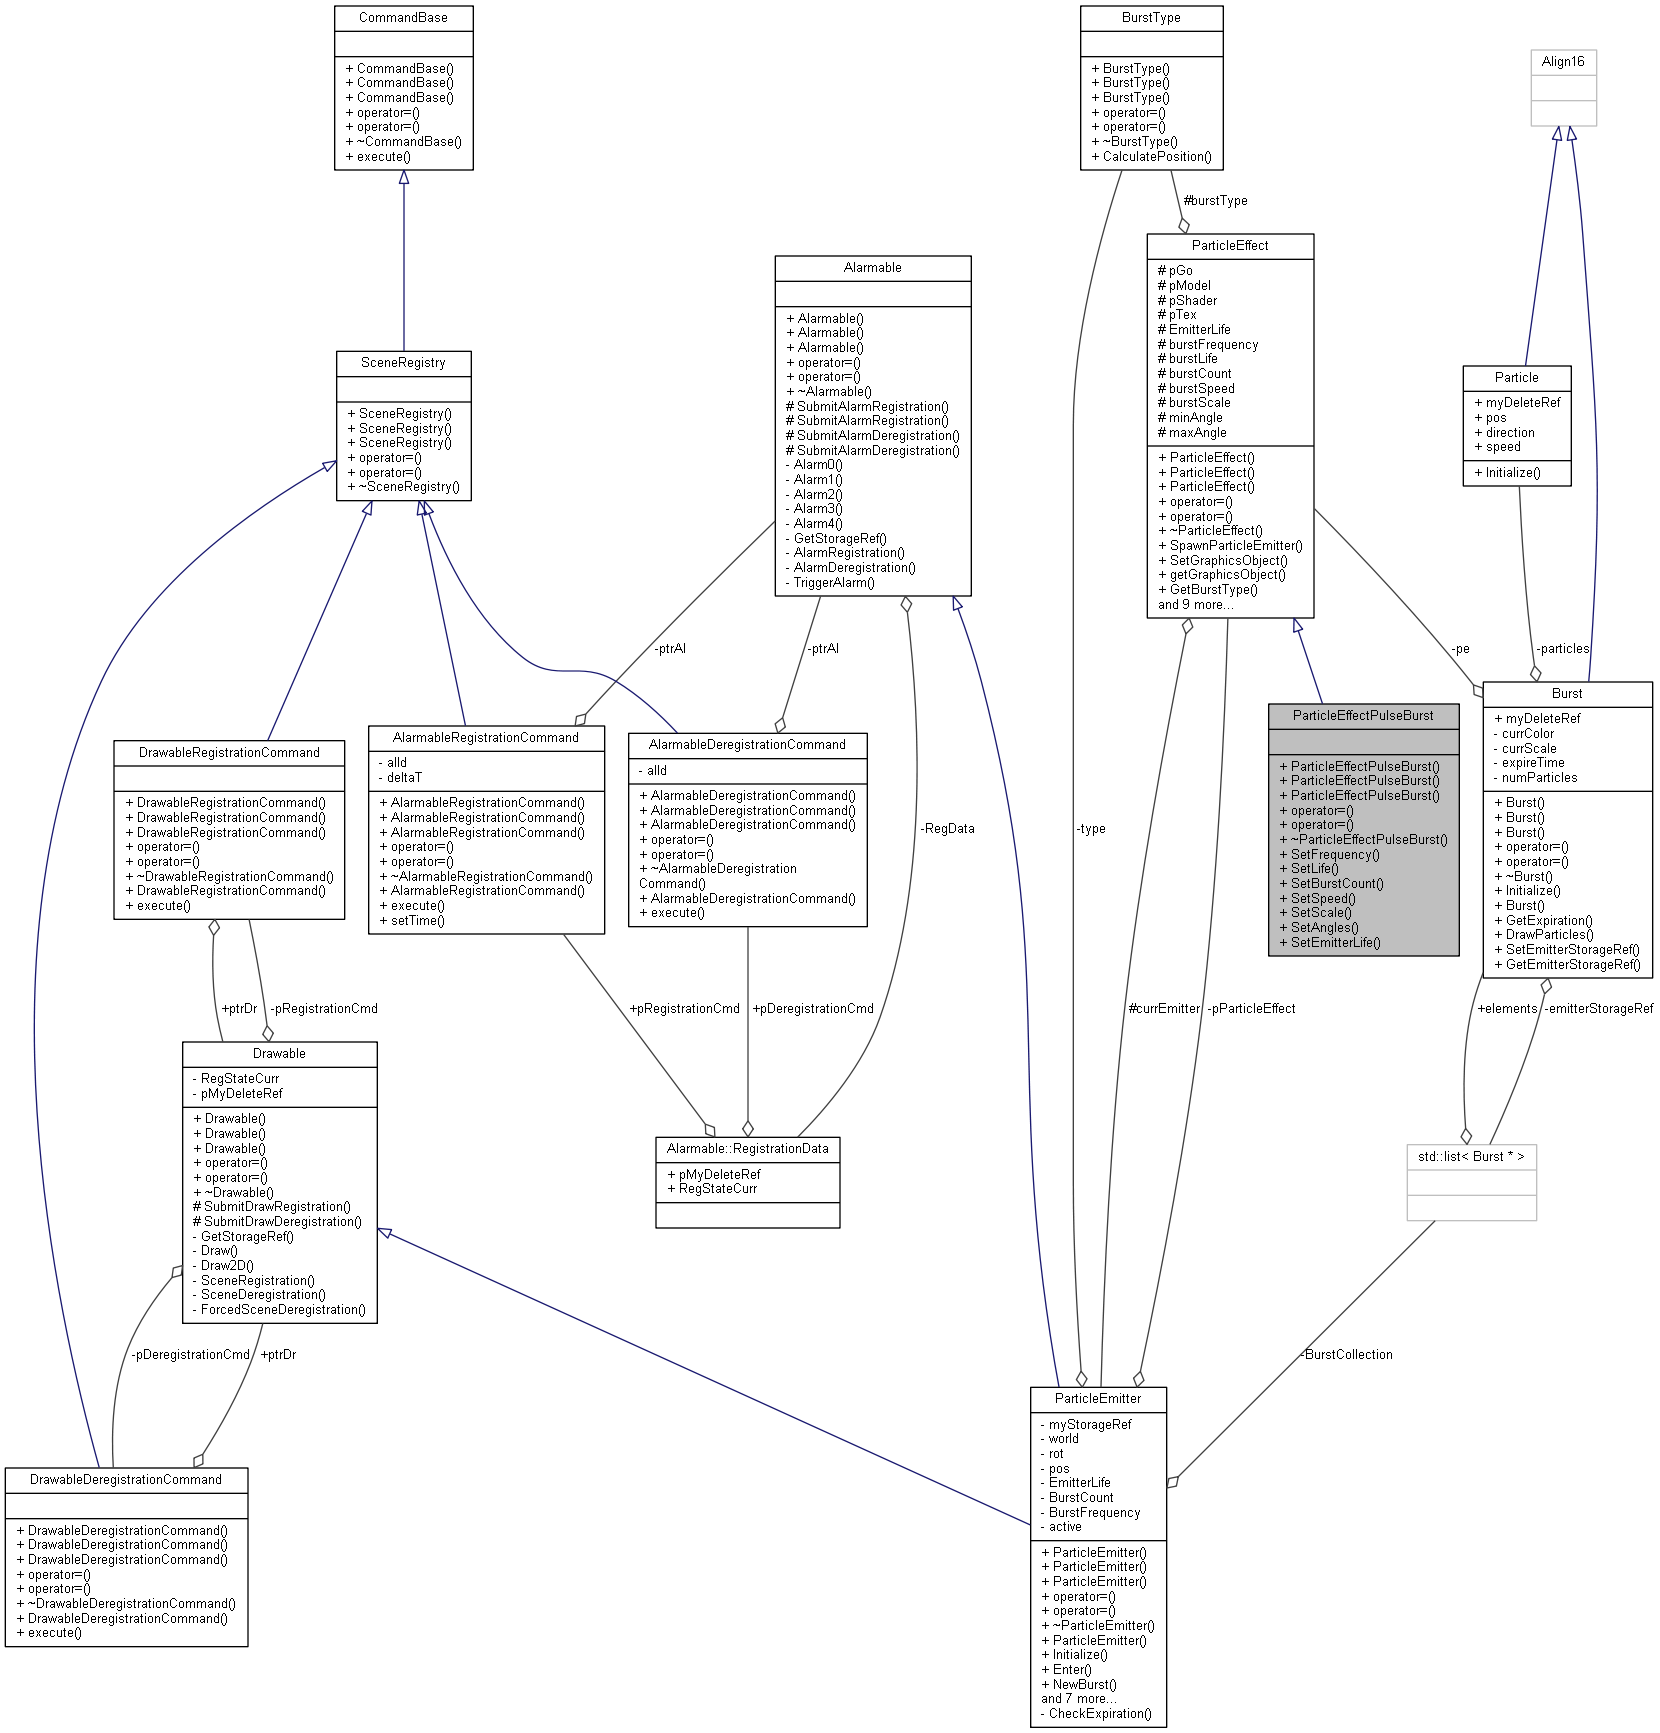 CommandBase
+ CommandBase()
+ CommandBase()
+ CommandBase()
+ operator=()
+ operator=()
+ ~CommandBase()
+ execute()
BurstType
+ BurstType()
+ BurstType()
+ BurstType()
+ operator=()
+ operator=()
+ ~BurstType()
+ CalculatePosition()
Align16
#burstType
ParticleEffect
# pGo
# pModel
# pShader
# pTex
# EmitterLife
# burstFrequency
# burstLife
# burstCount
# burstSpeed
# burstScale
# minAngle
# maxAngle
+ ParticleEffect()
+ ParticleEffect()
+ ParticleEffect()
+ operator=()
+ operator=()
+ ~ParticleEffect()
+ SpawnParticleEmitter()
+ SetGraphicsObject()
+ getGraphicsObject()
+ GetBurstType()
and 9 more...
Alarmable
+ Alarmable()
+ Alarmable()
+ Alarmable()
+ operator=()
+ operator=()
+ ~Alarmable()
# SubmitAlarmRegistration()
# SubmitAlarmRegistration()
# SubmitAlarmDeregistration()
# SubmitAlarmDeregistration()
- Alarm0()
- Alarm1()
- Alarm2()
- Alarm3()
- Alarm4()
- GetStorageRef()
- AlarmRegistration()
- AlarmDeregistration()
- TriggerAlarm()
SceneRegistry
+ SceneRegistry()
+ SceneRegistry()
+ SceneRegistry()
+ operator=()
+ operator=()
+ ~SceneRegistry()
Particle
+ myDeleteRef
+ pos
+ direction
+ speed
+ Initialize()
-ptrAl
-ptrAl
-pe
-particles
Burst
+ myDeleteRef
- currColor
- currScale
- expireTime
- numParticles
+ Burst()
+ Burst()
+ Burst()
+ operator=()
+ operator=()
+ ~Burst()
+ Initialize()
+ Burst()
+ GetExpiration()
+ DrawParticles()
+ SetEmitterStorageRef()
+ GetEmitterStorageRef()
ParticleEffectPulseBurst
+ ParticleEffectPulseBurst()
+ ParticleEffectPulseBurst()
+ ParticleEffectPulseBurst()
+ operator=()
+ operator=()
+ ~ParticleEffectPulseBurst()
+ SetFrequency()
+ SetLife()
+ SetBurstCount()
+ SetSpeed()
+ SetScale()
+ SetAngles()
+ SetEmitterLife()
DrawableRegistrationCommand
+ DrawableRegistrationCommand()
+ DrawableRegistrationCommand()
+ DrawableRegistrationCommand()
+ operator=()
+ operator=()
+ ~DrawableRegistrationCommand()
+ DrawableRegistrationCommand()
+ execute()
AlarmableRegistrationCommand
- alId
- deltaT
+ AlarmableRegistrationCommand()
+ AlarmableRegistrationCommand()
+ AlarmableRegistrationCommand()
+ operator=()
+ operator=()
+ ~AlarmableRegistrationCommand()
+ AlarmableRegistrationCommand()
+ execute()
+ setTime()
AlarmableDeregistrationCommand
- alId
+ AlarmableDeregistrationCommand()
+ AlarmableDeregistrationCommand()
+ AlarmableDeregistrationCommand()
+ operator=()
+ operator=()
+ ~AlarmableDeregistration
Command()
+ AlarmableDeregistrationCommand()
+ execute()
-RegData
-type
+ptrDr
-pRegistrationCmd
+pRegistrationCmd
+pDeregistrationCmd
#currEmitter
-pParticleEffect
+elements
-emitterStorageRef
Drawable
- RegStateCurr
- pMyDeleteRef
+ Drawable()
+ Drawable()
+ Drawable()
+ operator=()
+ operator=()
+ ~Drawable()
# SubmitDrawRegistration()
# SubmitDrawDeregistration()
- GetStorageRef()
- Draw()
- Draw2D()
- SceneRegistration()
- SceneDeregistration()
- ForcedSceneDeregistration()
Alarmable::RegistrationData
+ pMyDeleteRef
+ RegStateCurr
std::list< Burst * >
-pDeregistrationCmd
+ptrDr
-BurstCollection
ParticleEmitter
- myStorageRef
- world
- rot
- pos
- EmitterLife
- BurstCount
- BurstFrequency
- active
+ ParticleEmitter()
+ ParticleEmitter()
+ ParticleEmitter()
+ operator=()
+ operator=()
+ ~ParticleEmitter()
+ ParticleEmitter()
+ Initialize()
+ Enter()
+ NewBurst()
and 7 more...
- CheckExpiration()
DrawableDeregistrationCommand
+ DrawableDeregistrationCommand()
+ DrawableDeregistrationCommand()
+ DrawableDeregistrationCommand()
+ operator=()
+ operator=()
+ ~DrawableDeregistrationCommand()
+ DrawableDeregistrationCommand()
+ execute()